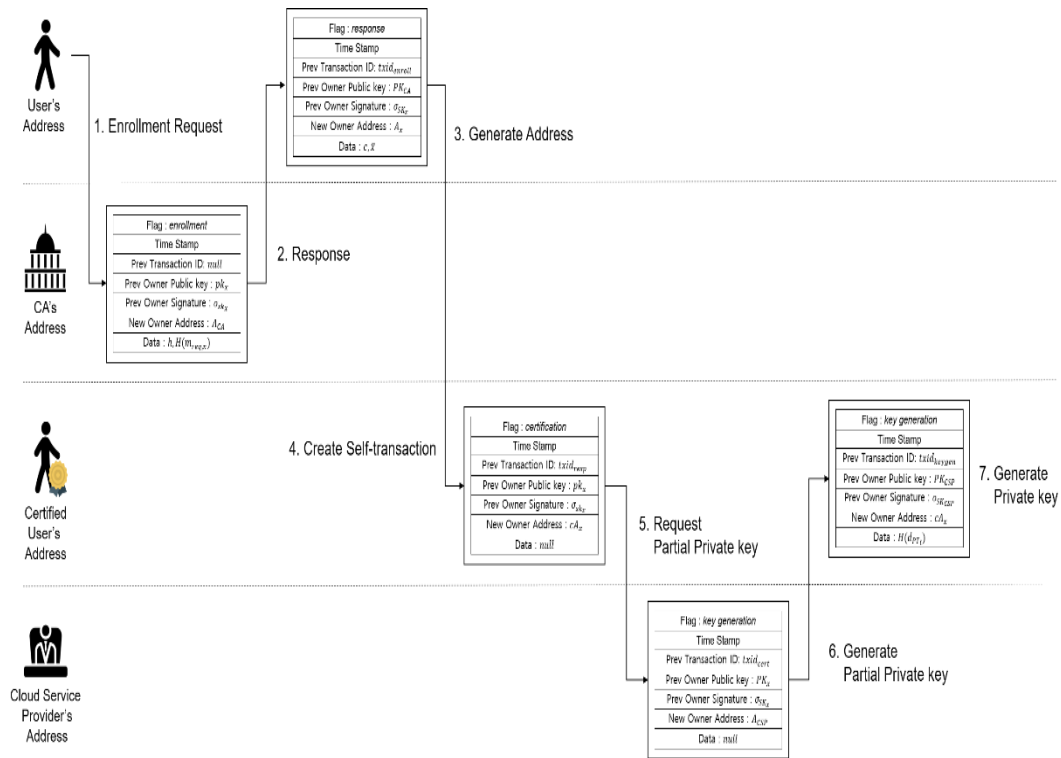 User's
Address
1. Enrollment Request
Flag : response
Time Stamp
Prev Transaction ID: txid_enroll
Prev Owner Public key : PK_CA
Prev Owner Signature : σ_SK_x
New Owner Address : A_x
Data : c, x̄
3. Generate Address
CA's
Address
Flag : enrollment
Time Stamp
Prev Transaction ID: null
Prev Owner Public key : pk_x
Prev Owner Signature : σ_sk_x
New Owner Address : A_CA
Data : h, H(m_req,x)
2. Response
Certified
User's
Address
4. Create Self-transaction
Flag : certification
Time Stamp
Prev Transaction ID: txid_resp
Prev Owner Public key : pk_x
Prev Owner Signature : σ_sk_x
New Owner Address : cA_x
Data : null
5. Request
Partial Private key
Flag : key generation
Time Stamp
Prev Transaction ID: txid_keygen
Prev Owner Public key : PK_CSP
Prev Owner Signature : σ_SK_CSP
New Owner Address : cA_x
Data : H(d_PT_i)
7. Generate
Private key
Cloud Service
Provider's
Address
Flag : key generation
Time Stamp
Prev Transaction ID: txid_cert
Prev Owner Public key : PK_x
Prev Owner Signature : σ_SK_x
New Owner Address : A_CSP
Data : null
6. Generate
Partial Private key